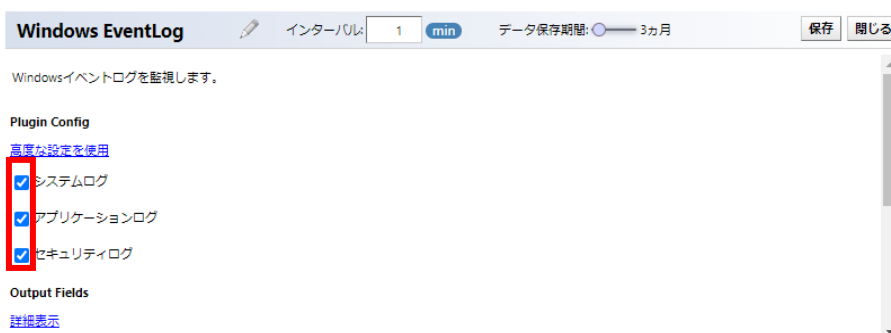 Windows EventLog インターバル: 1 min データ保存期間: 3ヵ月 保存 閉じる
Windowsイベントログを監視します。
Plugin Config
高度な設定を使用
システムログ
アプリケーションログ
セキュリティログ
Output Fields
詳細表示